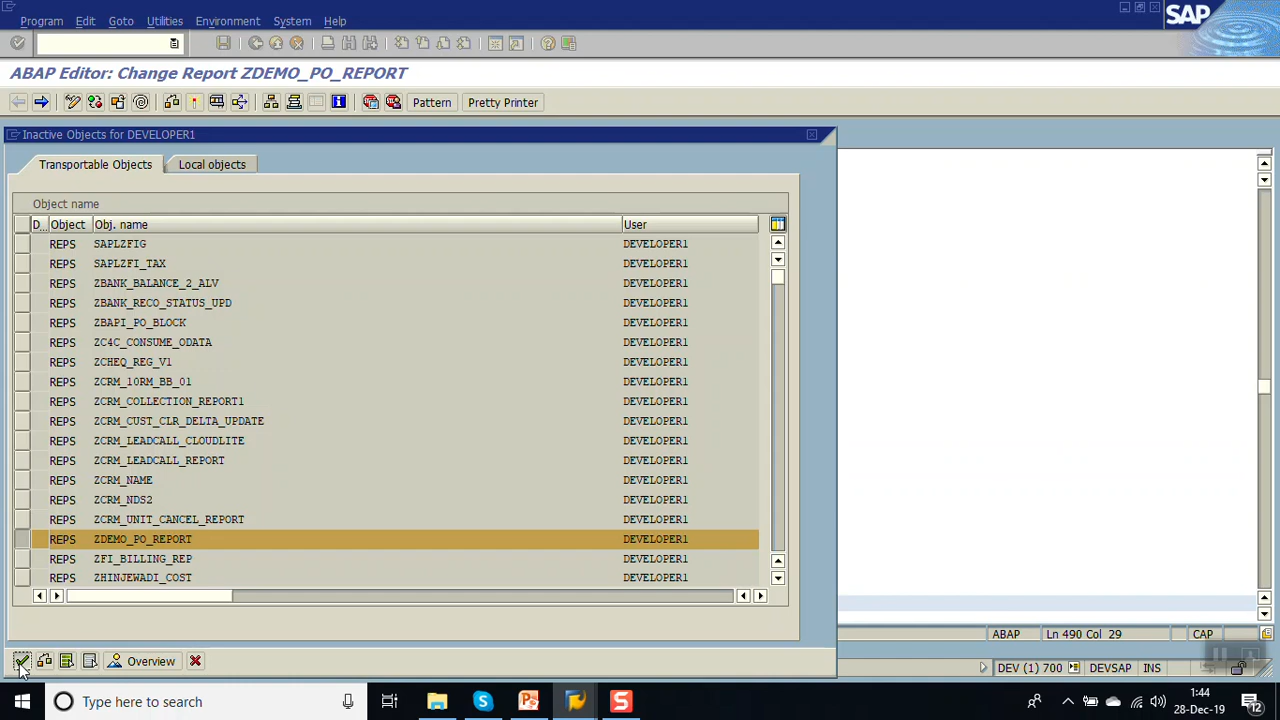 Program Edit Goto Utilities Environment System Help
SAP
ABAP Editor: Change Report ZDEMO_PO_REPORT
Pattern Pretty Printer
Inactive Objects for DEVELOPER1
Transportable Objects Local objects
Object name
D... Object Obj. name User
REPS SAPLZFIG DEVELOPER1
REPS SAPLZFI_TAX DEVELOPER1
REPS ZBANK_BALANCE_2_ALV DEVELOPER1
REPS ZBANK_RECO_STATUS_UPD DEVELOPER1
REPS ZBAPI_PO_BLOCK DEVELOPER1
REPS ZC4C_CONSUME_ODATA DEVELOPER1
REPS ZCHEQ_REG_V1 DEVELOPER1
REPS ZCRM_10RM_BB_01 DEVELOPER1
REPS ZCRM_COLLECTION_REPORT1 DEVELOPER1
REPS ZCRM_CUST_CLR_DELTA_UPDATE DEVELOPER1
REPS ZCRM_LEADCALL_CLOUDLITE DEVELOPER1
REPS ZCRM_LEADCALL_REPORT DEVELOPER1
REPS ZCRM_NAME DEVELOPER1
REPS ZCRM_NDS2 DEVELOPER1
REPS ZCRM_UNIT_CANCEL_REPORT DEVELOPER1
REPS ZDEMO_PO_REPORT DEVELOPER1
REPS ZFI_BILLING_REP DEVELOPER1
REPS ZHINJEWADI_COST DEVELOPER1
ABAP Ln 490 Col 29 CAP
Overview
DEV (1) 700 DEVSAP INS
Type here to search
1:44
28-Dec-19
12